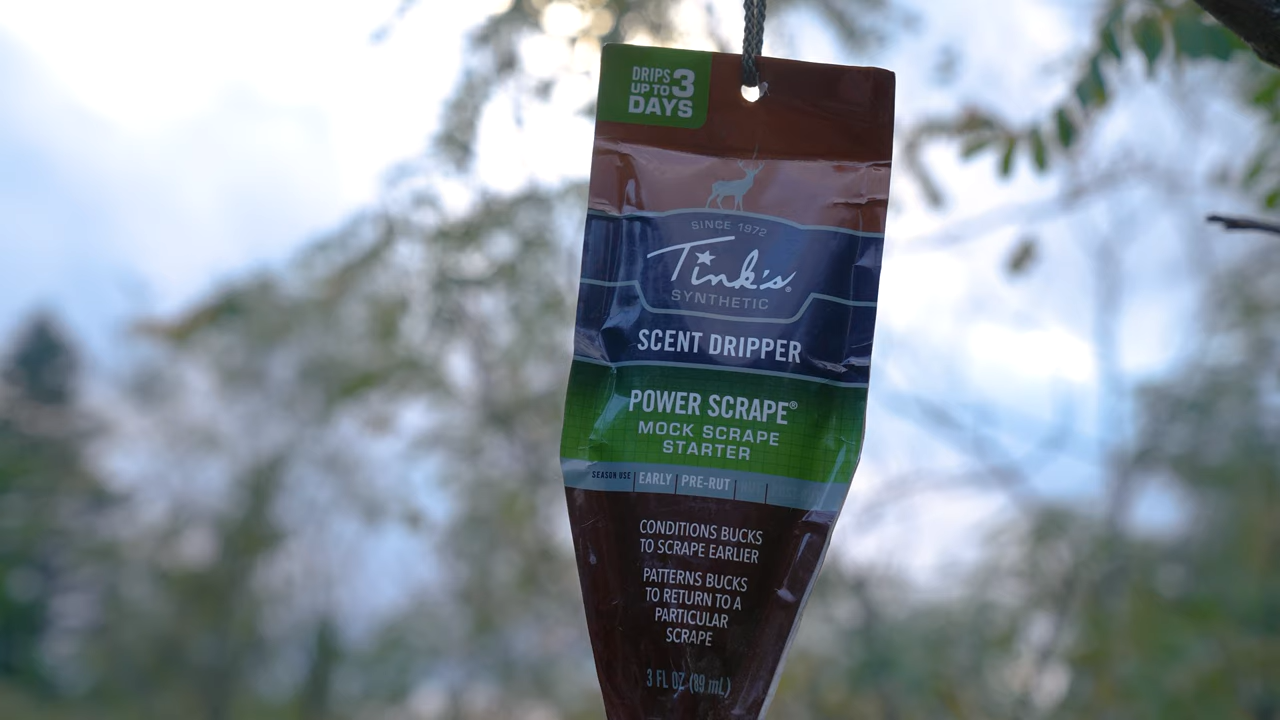 DRIPS
UP TO 3
DAYS
SINCE 1972
Tink's®
SYNTHETIC
SCENT DRIPPER
POWER SCRAPE®
MOCK SCRAPE
STARTER
SEASON USE EARLY PRE-RUT
CONDITIONS BUCKS
TO SCRAPE EARLIER
PATTERNS BUCKS
TO RETURN TO A
PARTICULAR
SCRAPE
3 FL OZ (89 mL)